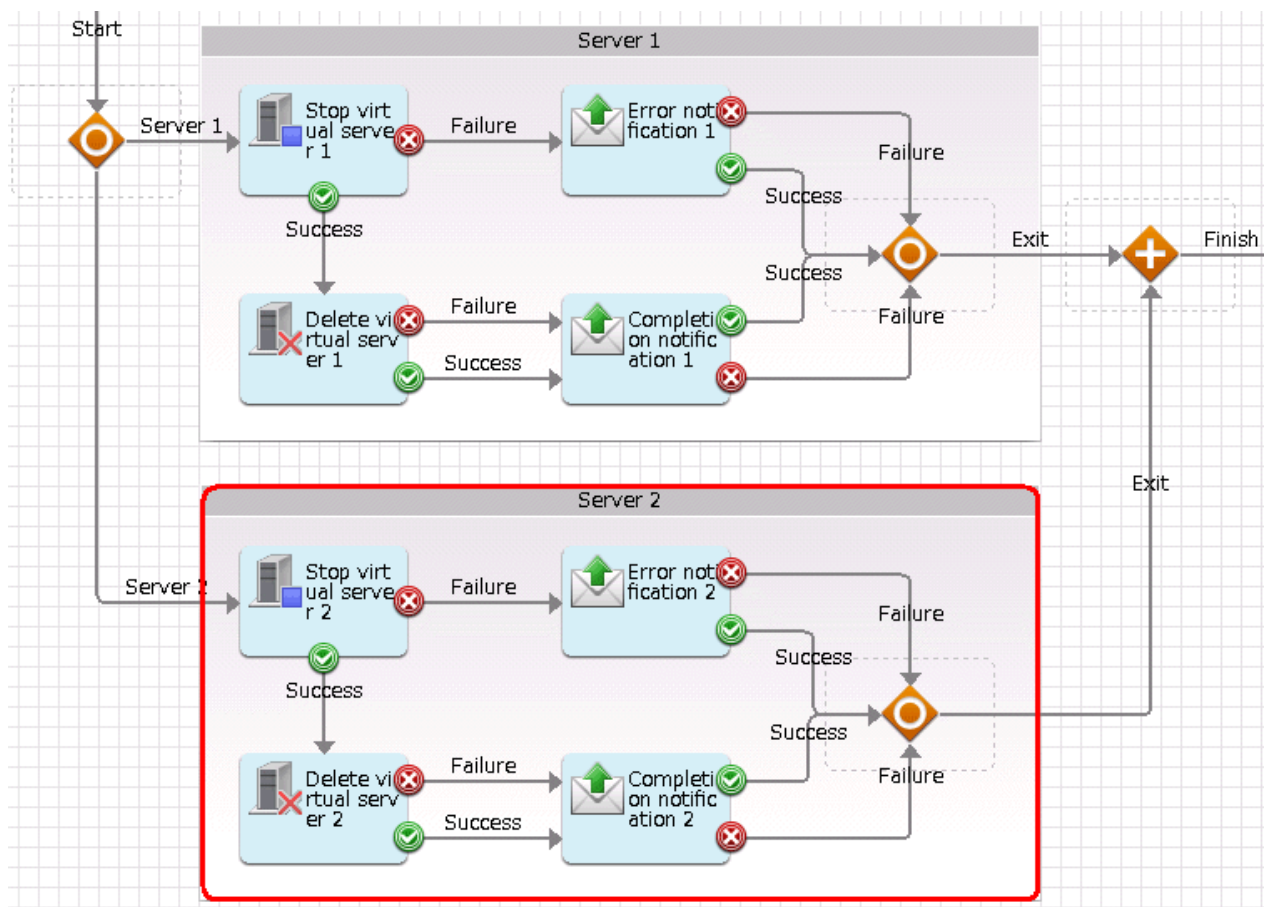 Start
Server 1
Server 1
Stop virt
ual serve
r 1
Failure
Error not
fication 1
Failure
Success
Success
Exit
Finish
Success
Delete vi
rtual serv
er 1
Failure
Success
Completi
on notific
ation 1
Failure
Server 2
Server 2
Stop virt
ual serve
r 2
Failure
Error not
fication 2
Failure
Success
Success
Exit
Success
Delete vi
rtual serv
er 2
Failure
Success
Completi
on notific
ation 2
Failure